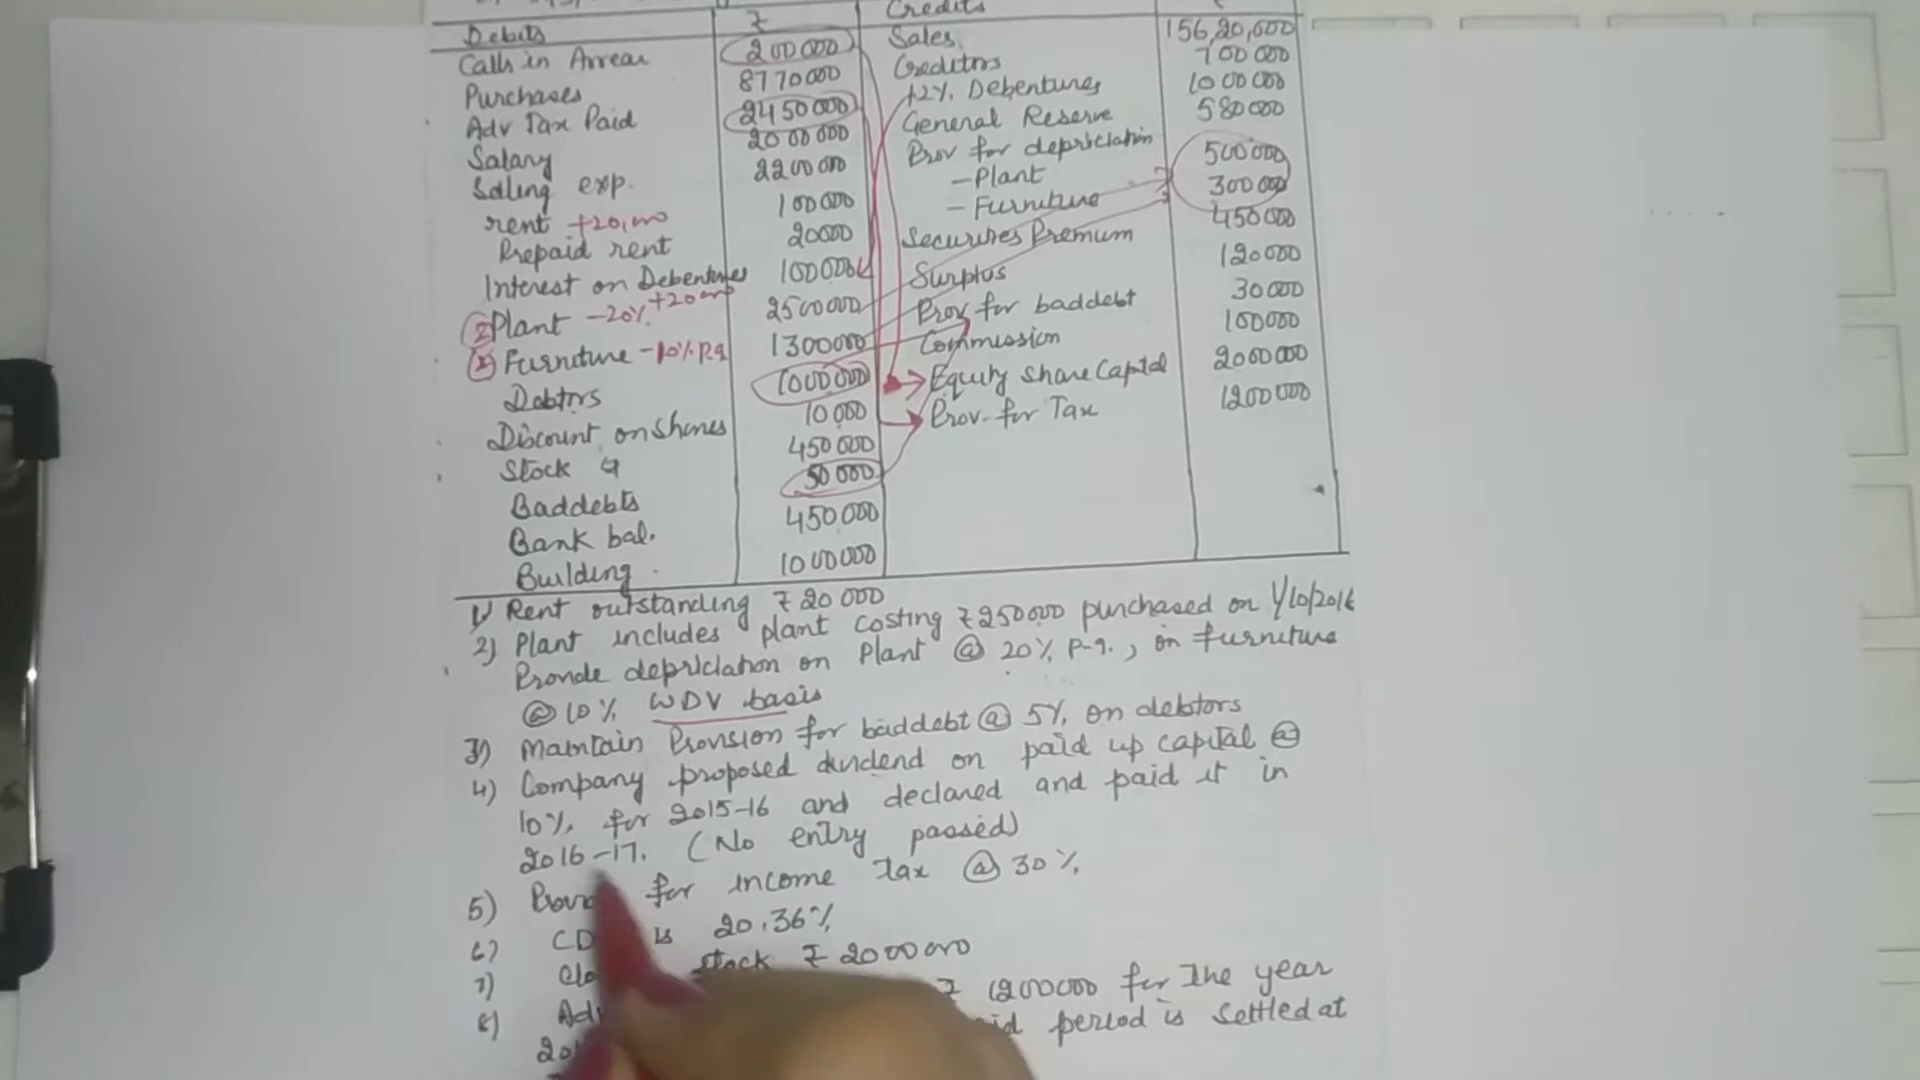 Debits ₹ Credits
Calls in Arrear 200000 Sales 156,20,000
Purchases 8770000 Creditors 700000
Adv Tax Paid 2450000 12% Debentures 1000000
Salary 2000000 General Reserve 580000
Selling exp. 2200000 Prov for depriciation
- Plant 500000
rent +20,000 100000 - Furniture 300000
Prepaid rent 20000 Securities Premium 450000
Interest on Debentures 100000 Surplus 120000
② Plant - 20% +20000 2500000 Prov for baddebt 30000
② Furniture - 10% p.a 1300000 Commission 100000
Debtors 1000000 Equity Share Capital 2000000
Discount on Shares 10000 Prov. for Tax 1200000
Stock 450000
Baddebts 50000
Bank bal. 450000
Building. 1000000
1) Rent outstanding ₹ 20000
2) Plant includes plant costing ₹ 250000 purchased on 1/10/2016
Provide depriciation on Plant @ 20% p.a., on furniture
@ 10% WDV basis
3) Maintain Provision for baddebt @ 5% on debtors
4) Company proposed dividend on paid up capital @
10% for 2015-16 and declared and paid it in
2016-17. (No entry passed)
5) for income Tax @ 30%
6) CD is 20.36%
7) stock ₹ 2000000
8) ₹ 1200000 for the year
period is settled at